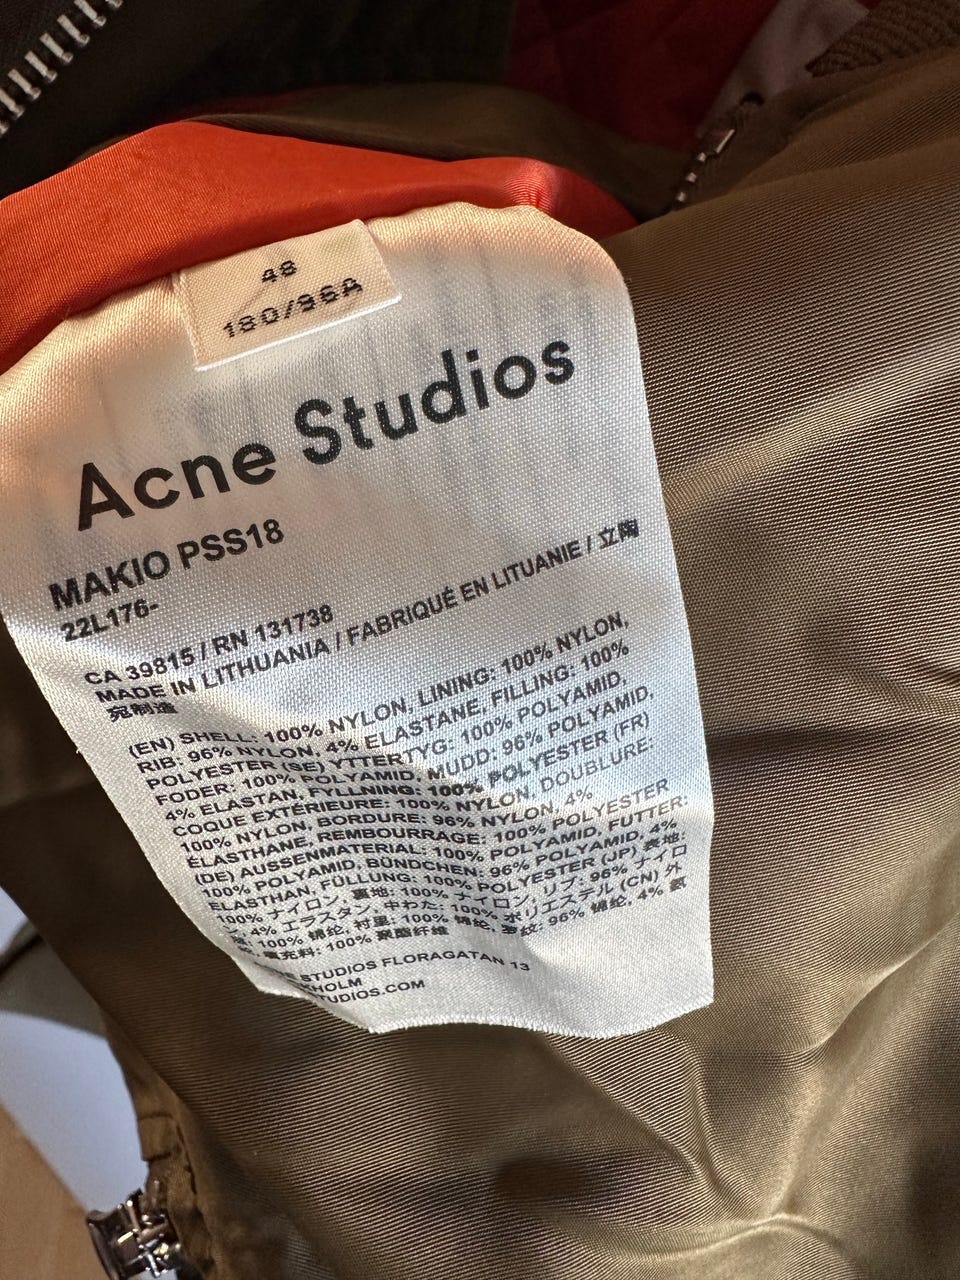 48
180/96A
Acne Studios
MAKIO PSS18
22L176-
CA 39815 / RN 131738
MADE IN LITHUANIA / FABRIQUÉ EN LITUANIE / 立陶
宛制造
(EN) SHELL: 100% NYLON, LINING: 100% NYLON,
RIB: 96% NYLON, 4% ELASTANE, FILLING: 100%
POLYESTER (SE) YTTERTYG: 100% POLYAMID,
FODER: 100% POLYAMID, MUDD: 96% POLYAMID,
4% ELASTAN, FYLLNING: 100% POLYESTER (FR)
COQUE EXTÉRIEURE: 100% NYLON, DOUBLURE:
100% NYLON, BORDURE: 96% NYLON, 4%
ÉLASTHANE, REMBOURRAGE: 100% POLYESTER
(DE) AUSSENMATERIAL: 100% POLYAMID, FUTTER:
100% POLYAMID, BÜNDCHEN: 96% POLYAMID, 4%
ELASTHAN, FÜLLUNG: 100% POLYESTER (JP) 表地:
100% ナイロン, 裏地: 100% ナイロン, リブ: 96% ナイロ
4% エラスタン, 中わた: 100% ポリエステル (CN) 外
100% 锦纶, 村里: 100% 锦纶, 罗纹: 96% 锦纶, 4% 氨
填充料: 100% 聚酯纤维
STUDIOS FLORAGATAN 13
KHOLM
TUDIOS.COM